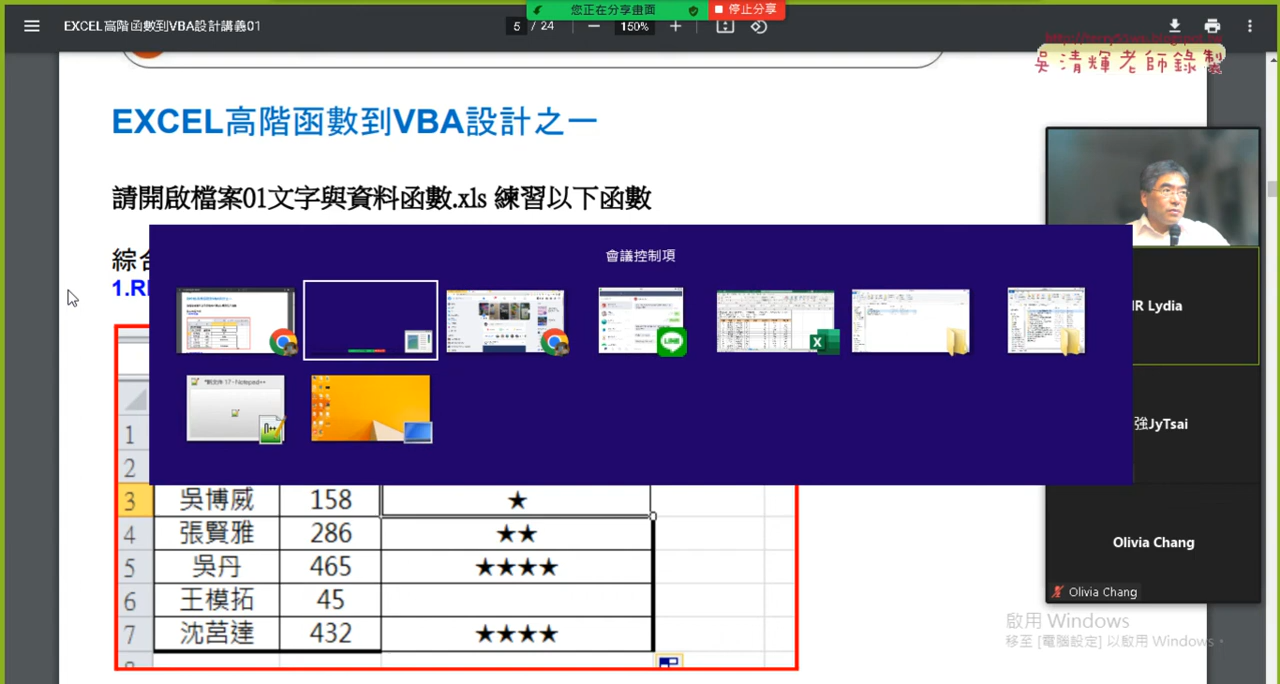 您正在分享畫面
停止分享
EXCEL高階函數到VBA設計講義01
5 / 24
150%
吳清輝老師錄製
EXCEL高階函數到VBA設計之一
請開啟檔案01文字與資料函數.xls 練習以下函數
綜合
1.R
會議控制項
LINE
Notepad++
1
2
3 吳博威 158 ★
4 張賢雅 286 ★★
5 吳丹 465 ★★★★
6 王模拓 45
7 沈莒達 432 ★★★★
8
R Lydia
強JyTsai
Olivia Chang
Olivia Chang
啟用 Windows
移至 [電腦設定] 以啟用 Windows。